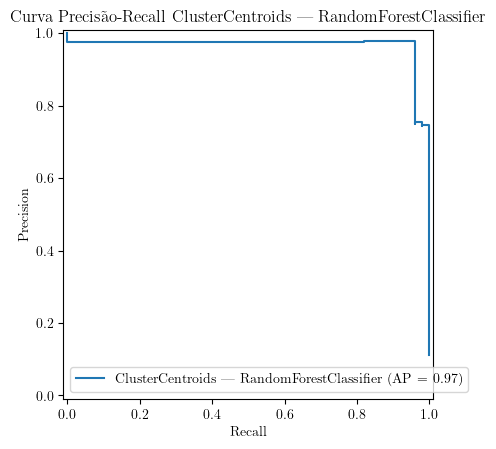 Curva Precisão-Recall ClusterCentroids — RandomForestClassifier
1.0
0.8
0.6
0.4
0.2
0.0
Precision
ClusterCentroids — RandomForestClassifier (AP = 0.97)
0.0 0.2 0.4 0.6 0.8 1.0
Recall